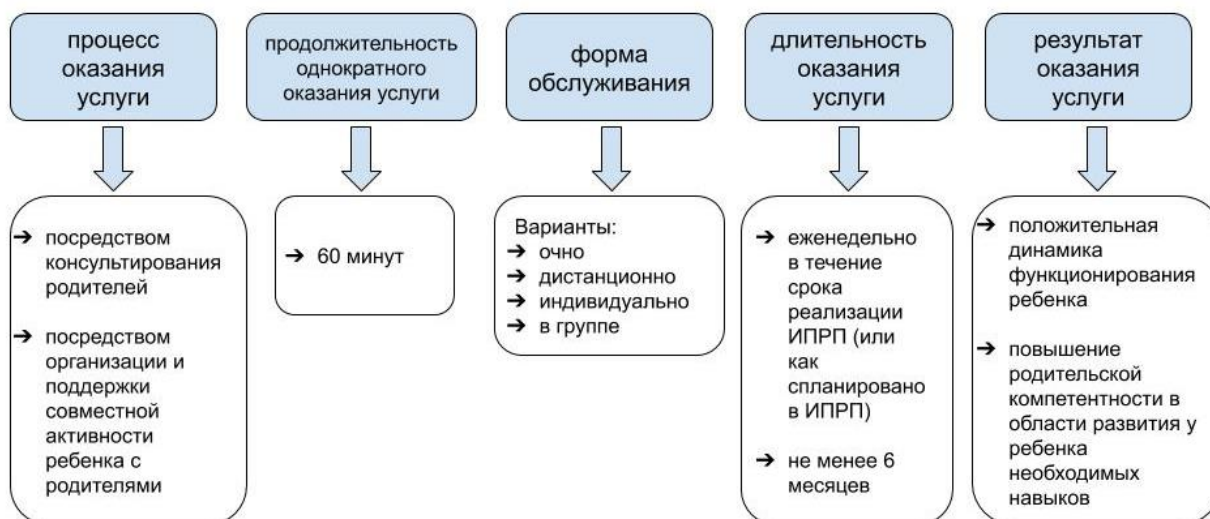 процесс
оказания
услуги
продолжительность
однократного
оказания услуги
форма
обслуживания
длительность
оказания
услуги
результат
оказания
услуги
➔ посредством
консультирования
родителей
➔ посредством
организации и
поддержки
совместной
активности
ребенка с
родителями
➔ 60 минут
Варианты:
➔ очно
➔ дистанционно
➔ индивидуально
➔ в группе
➔ еженедельно
в течение
срока
реализации
ИПРП (или
как
спланировано
в ИПРП)
➔ не менее 6
месяцев
➔ положительная
динамика
функционирования
ребенка
➔ повышение
родительской
компетентности в
области развития у
ребенка
необходимых
навыков